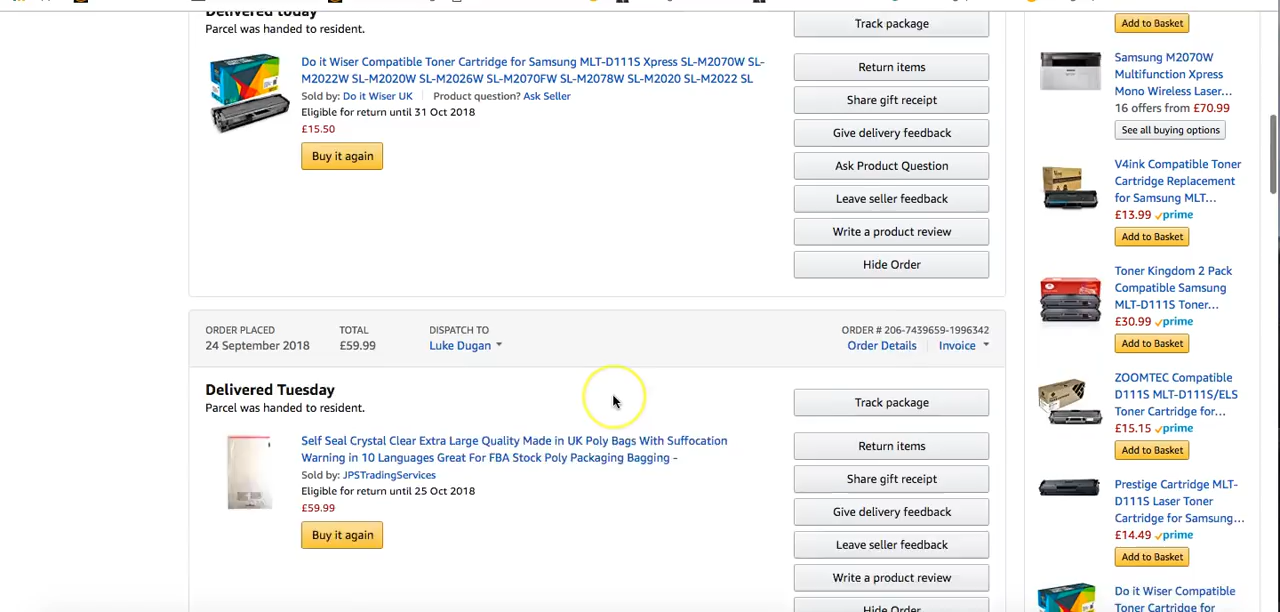 Delivered today
Parcel was handed to resident.
Do it Wiser Compatible Toner Cartridge for Samsung MLT-D111S Xpress SL-M2070W SL-
M2022W SL-M2020W SL-M2026W SL-M2070FW SL-M2078W SL-M2020 SL-M2022 SL
Sold by: Do it Wiser UK | Product question? Ask Seller
Eligible for return until 31 Oct 2018
£15.50
Buy it again
Track package
Return items
Share gift receipt
Give delivery feedback
Ask Product Question
Leave seller feedback
Write a product review
Hide Order
ORDER PLACED
24 September 2018
TOTAL
£59.99
DISPATCH TO
Luke Dugan
ORDER # 206-7439659-1996342
Order Details | Invoice
Delivered Tuesday
Parcel was handed to resident.
Self Seal Crystal Clear Extra Large Quality Made in UK Poly Bags With Suffocation
Warning in 10 Languages Great For FBA Stock Poly Packaging Bagging -
Sold by: JPSTradingServices
Eligible for return until 25 Oct 2018
£59.99
Buy it again
Track package
Return items
Share gift receipt
Give delivery feedback
Leave seller feedback
Write a product review
Hide Order
Add to Basket
Samsung M2070W
Multifunction Xpress
Mono Wireless Laser...
16 offers from £70.99
See all buying options
V4ink Compatible Toner
Cartridge Replacement
for Samsung MLT...
£13.99 prime
Add to Basket
Toner Kingdom 2 Pack
Compatible Samsung
MLT-D111S Toner...
£30.99 prime
Add to Basket
ZOOMTEC Compatible
D111S MLT-D111S/ELS
Toner Cartridge for...
£15.15 prime
Add to Basket
Prestige Cartridge MLT-
D111S Laser Toner
Cartridge for Samsung...
£14.49 prime
Add to Basket
Do it Wiser Compatible
Toner Cartridge for